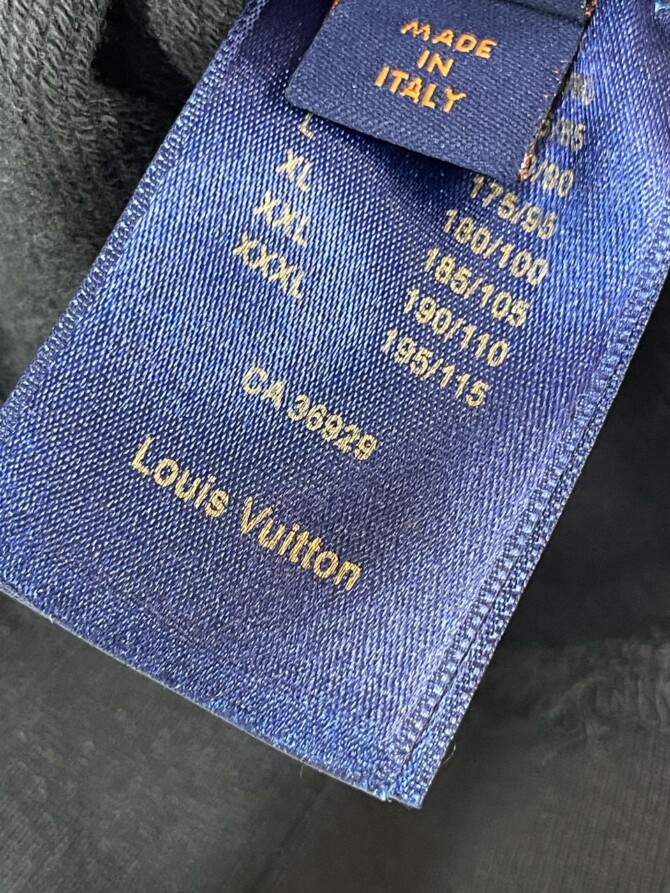 MADE
IN
ITALY
L
XL 175/95
XXL 180/100
XXXL 185/105
190/110
195/115
CA 36929
Louis Vuitton